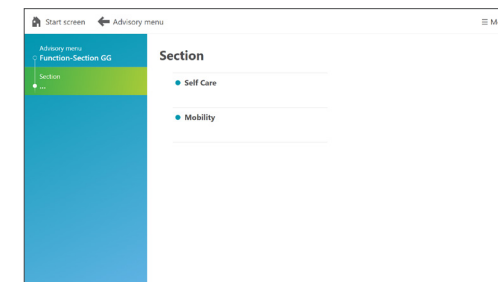 Start screen Advisory menu
Advisory menu
Function-Section GG
Section
...
Section
Self Care
Mobility